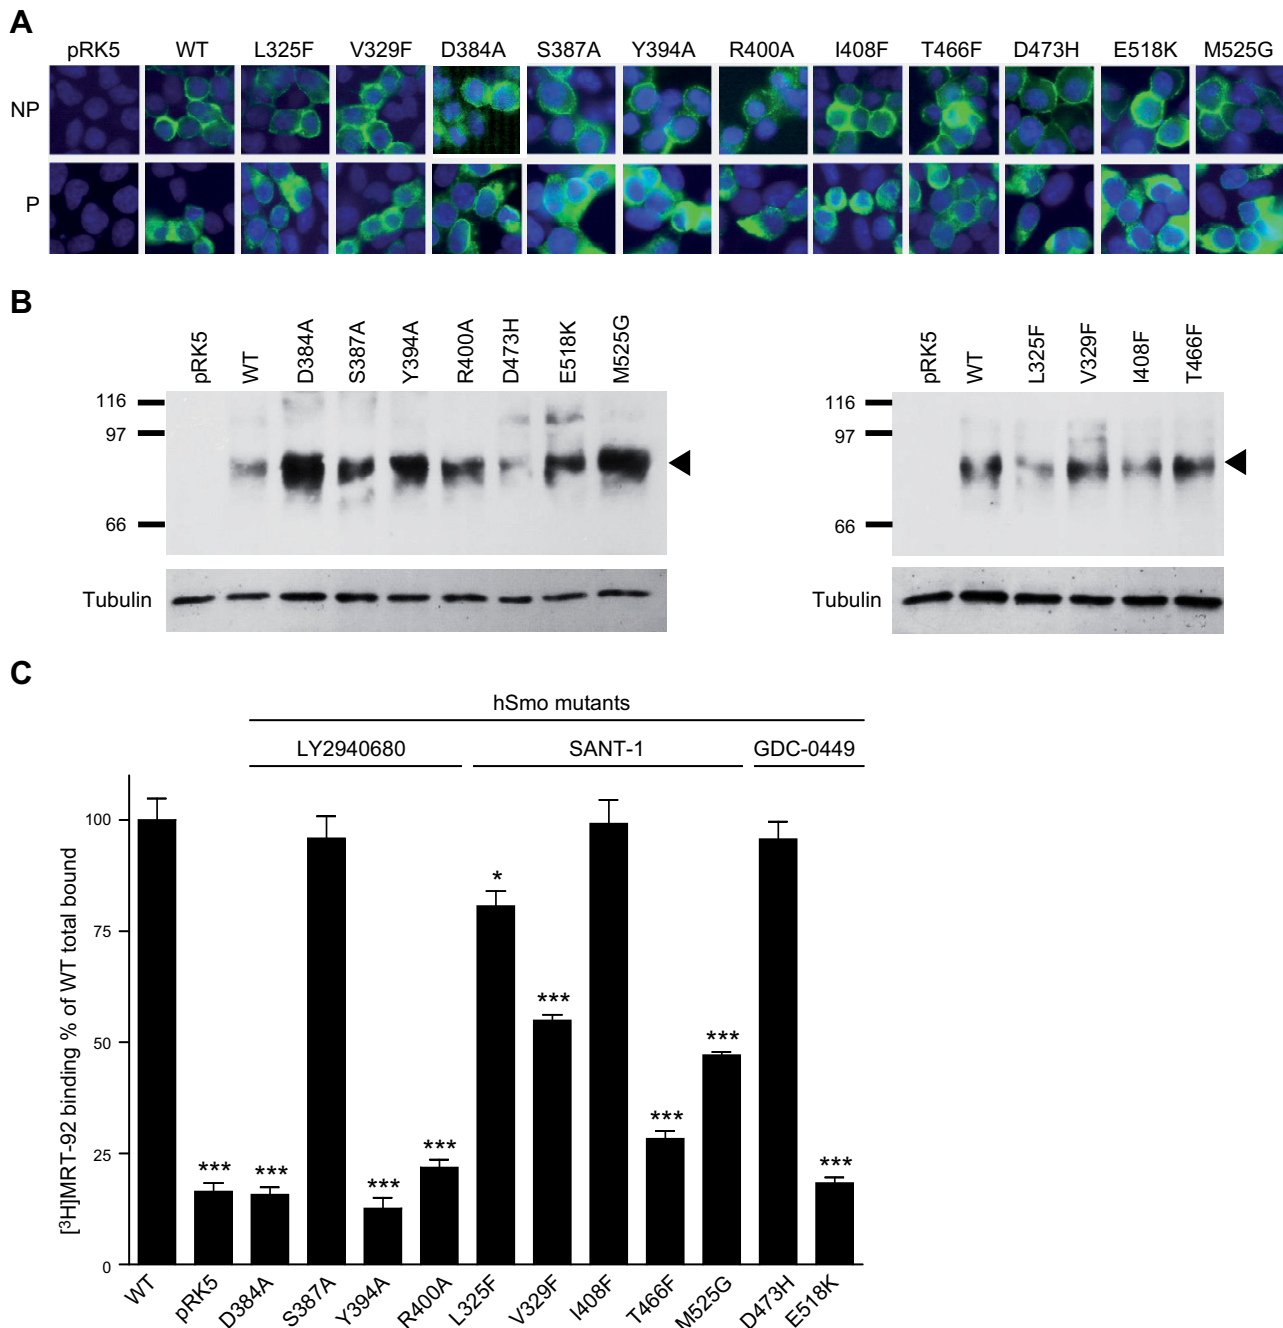 A
pRK5 WT L325F V329F D384A S387A Y394A R400A I408F T466F D473H E518K M525G
NP
P
B
pRK5 WT D384A S387A Y394A R400A D473H E518K M525G
116
97
66
Tubulin
pRK5 WT L325F V329F I408F T466F
116
97
66
Tubulin
C
hSmo mutants
LY2940680 SANT-1 GDC-0449
[³H]MRT-92 binding % of WT total bound
100
75
50
25
0
*** *** *** *** * *** *** *** ***
WT pRK5 D384A S387A Y394A R400A L325F V329F I408F T466F M525G D473H E518K